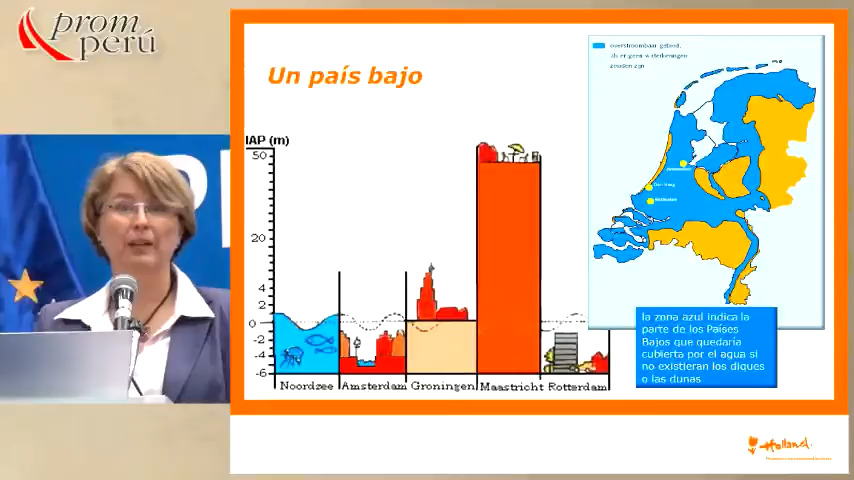 prom
perú
Un país bajo
overstroombaar gebied,
als er geen waterkeringen
zouden zijn
(m)
50
20
4
2
0
-2
-4
-6
Noordzee Amsterdam Groningen Maastricht Rotterdam
Den Haag
la zona azul indica la
parte de los Países
Bajos que quedaría
cubierta por el agua si
no existieran los diques
o las dunas
Holland.